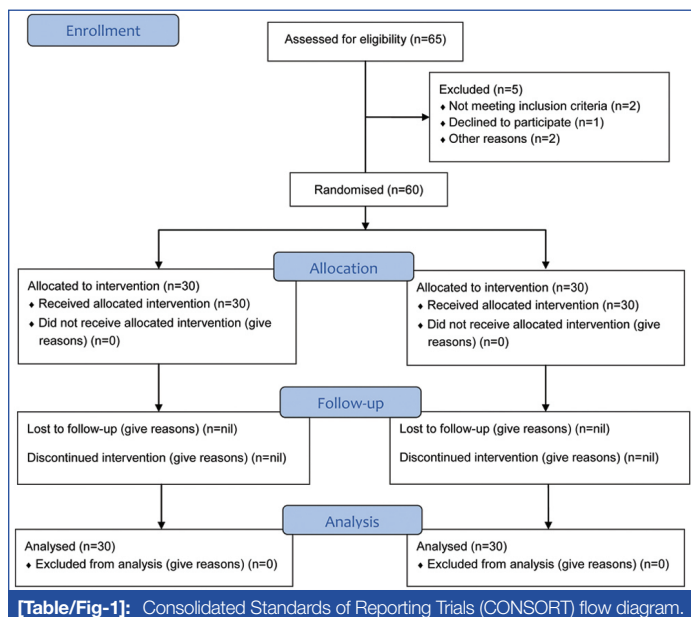 Enrollment
Assessed for eligibility (n=65)
Excluded (n=5)
♦ Not meeting inclusion criteria (n=2)
♦ Declined to participate (n=1)
♦ Other reasons (n=2)
Randomised (n=60)
Allocation
Allocated to intervention (n=30)
♦ Received allocated intervention (n=30)
♦ Did not receive allocated intervention (give
reasons) (n=0)
Allocated to intervention (n=30)
♦ Received allocated intervention (n=30)
♦ Did not receive allocated intervention (give
reasons) (n=0)
Follow-up
Lost to follow-up (give reasons) (n=nil)
Discontinued intervention (give reasons) (n=nil)
Lost to follow-up (give reasons) (n=nil)
Discontinued intervention (give reasons) (n=nil)
Analysis
Analysed (n=30)
♦ Excluded from analysis (give reasons) (n=0)
Analysed (n=30)
♦ Excluded from analysis (give reasons) (n=0)
[Table/Fig-1]: Consolidated Standards of Reporting Trials (CONSORT) flow diagram.